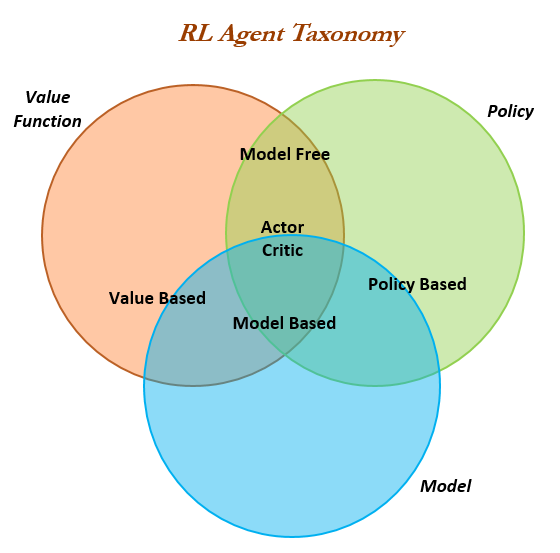 RL Agent Taxonomy
Value
Function
Policy
Model Free
Actor
Critic
Policy Based
Value Based
Model Based
Model